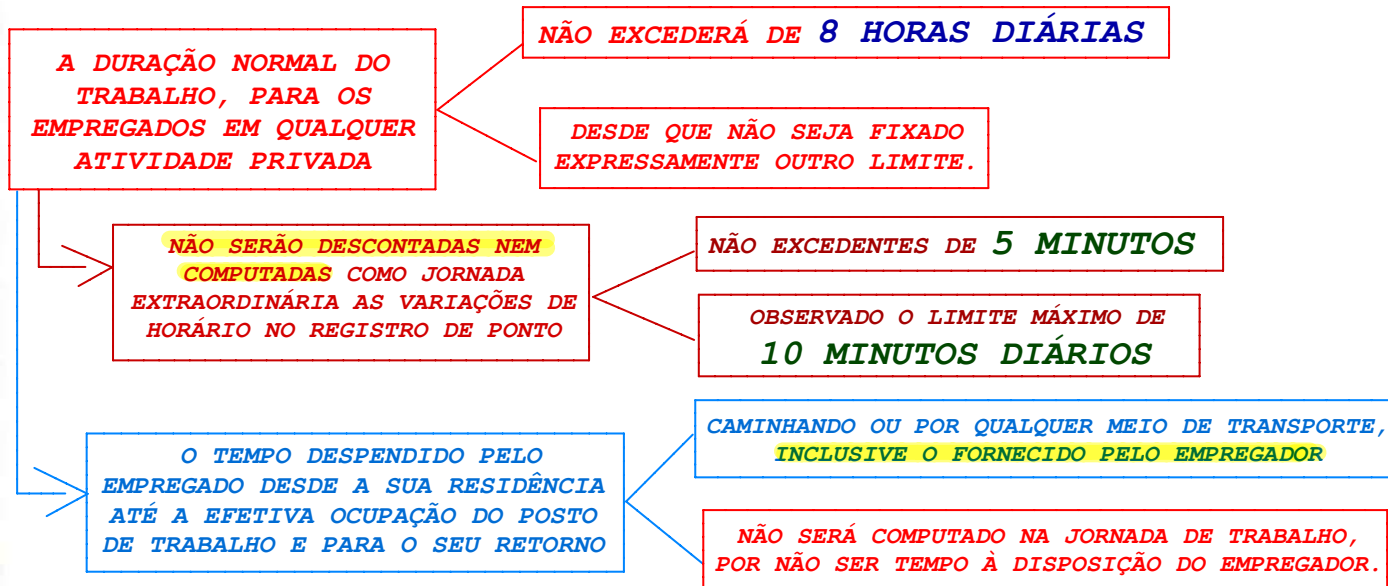 A DURAÇÃO NORMAL DO
TRABALHO, PARA OS
EMPREGADOS EM QUALQUER
ATIVIDADE PRIVADA
NÃO EXCEDERÁ DE 8 HORAS DIÁRIAS
DESDE QUE NÃO SEJA FIXADO
EXPRESSAMENTE OUTRO LIMITE.
NÃO SERÃO DESCONTADAS NEM
COMPUTADAS COMO JORNADA
EXTRAORDINÁRIA AS VARIAÇÕES DE
HORÁRIO NO REGISTRO DE PONTO
NÃO EXCEDENTES DE 5 MINUTOS
OBSERVADO O LIMITE MÁXIMO DE
10 MINUTOS DIÁRIOS
O TEMPO DESPENDIDO PELO
EMPREGADO DESDE A SUA RESIDÊNCIA
ATÉ A EFETIVA OCUPAÇÃO DO POSTO
DE TRABALHO E PARA O SEU RETORNO
CAMINHANDO OU POR QUALQUER MEIO DE TRANSPORTE,
INCLUSIVE O FORNECIDO PELO EMPREGADOR
NÃO SERÁ COMPUTADO NA JORNADA DE TRABALHO,
POR NÃO SER TEMPO À DISPOSIÇÃO DO EMPREGADOR.